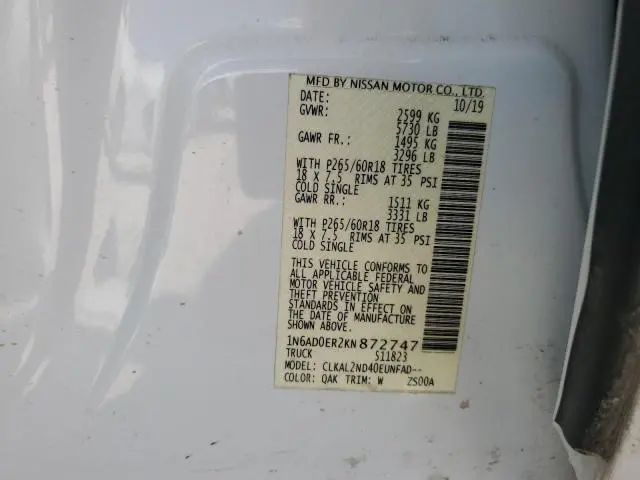 MFD BY NISSAN MOTOR CO., LTD.
DATE: 10/19
GVWR: 2599 KG
5730 LB
GAWR FR.: 1495 KG
3296 LB
WITH P265/60R18 TIRES
18 X 7.5 RIMS AT 35 PSI
COLD SINGLE
GAWR RR.: 1511 KG
3331 LB
WITH P265/60R18 TIRES
18 X 7.5 RIMS AT 35 PSI
COLD SINGLE
THIS VEHICLE CONFORMS TO
ALL APPLICABLE FEDERAL
MOTOR VEHICLE SAFETY AND
THEFT PREVENTION
STANDARDS IN EFFECT ON
THE DATE OF MANUFACTURE
SHOWN ABOVE.
1N6AD0ER2KN872747
TRUCK 511823
MODEL: CLKAL2ND40EUNFAD--
COLOR: QAK TRIM: W ZS00A